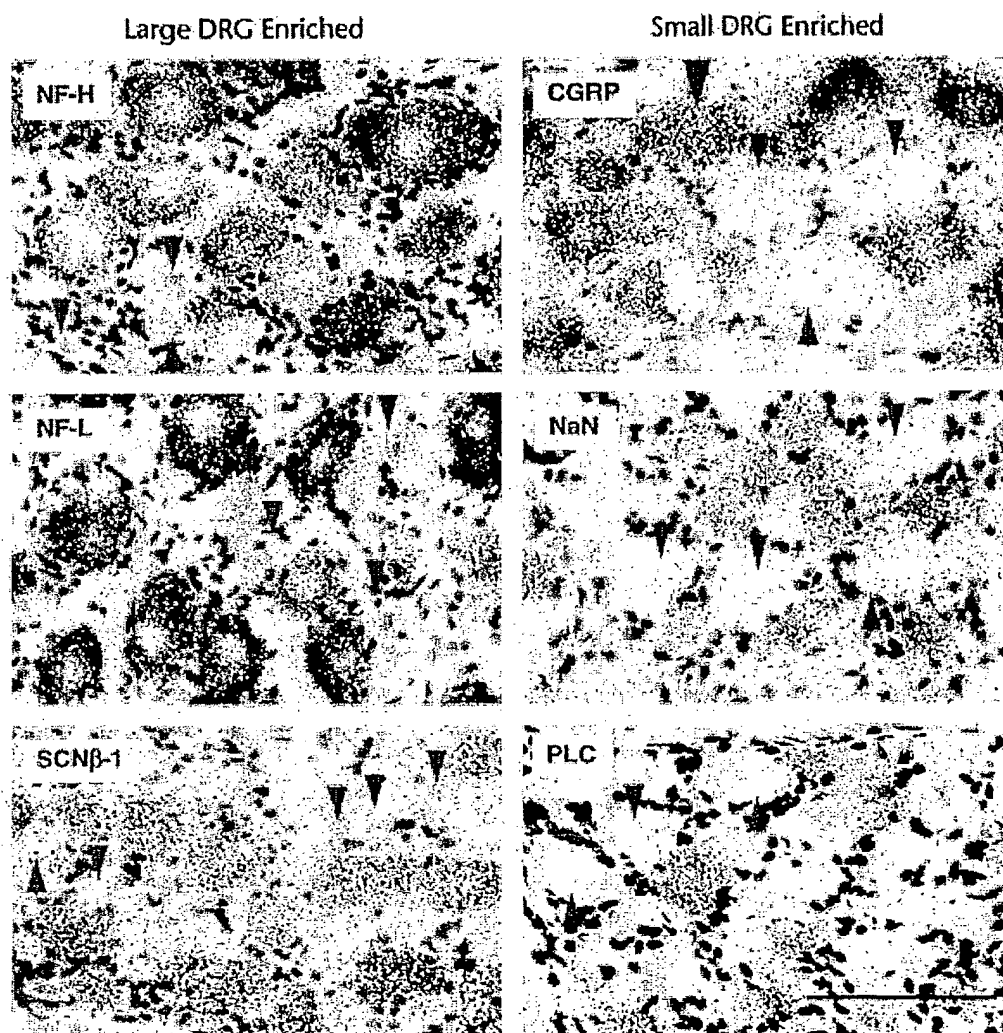 Large DRG Enriched
Small DRG Enriched
NF-H
CGRP
NF-L
NaN
SCNβ-1
PLC